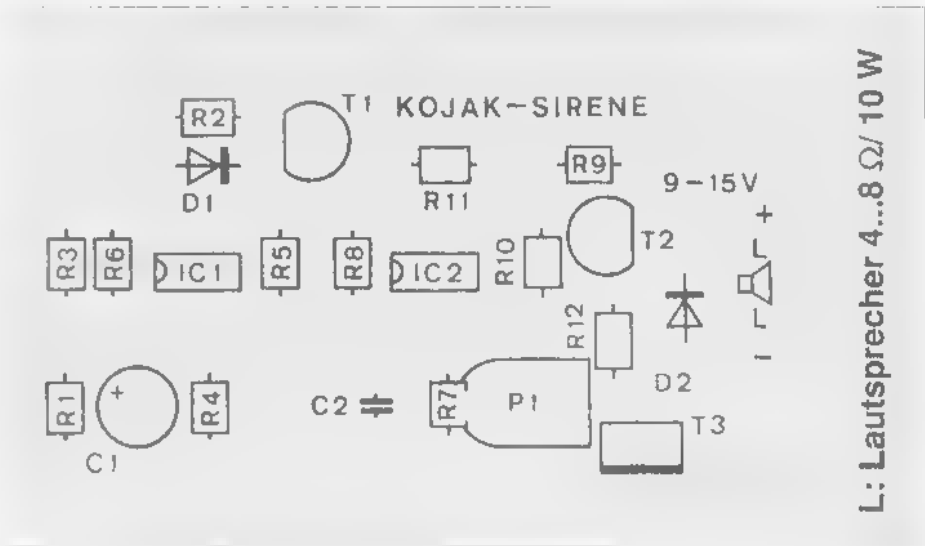 T1 KOJAK-SIRENE
R2
D1
R11
R9
9-15V
+
R3
R6
IC1
R5
R8
IC2
R10
T2
L
L
−
R12
D2
R1
+
R4
C1
C2
R7
P1
T3
L: Lautsprecher 4...8 Ω/ 10 W